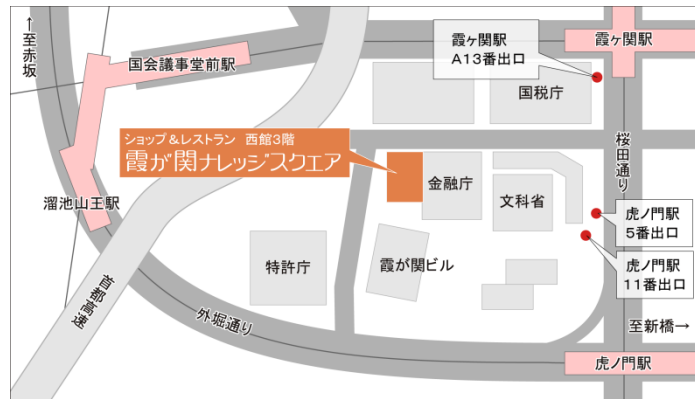 ←至赤坂
国会議事堂前駅
霞ヶ関駅
A13番出口
霞ヶ関駅
国税庁
ショップ&レストラン 西館3階
霞が関ナレッジスクエア
桜田通り
金融庁
文科省
溜池山王駅
虎ノ門駅
5番出口
特許庁
霞が関ビル
虎ノ門駅
11番出口
首都高速
外堀通り
至新橋→
虎ノ門駅